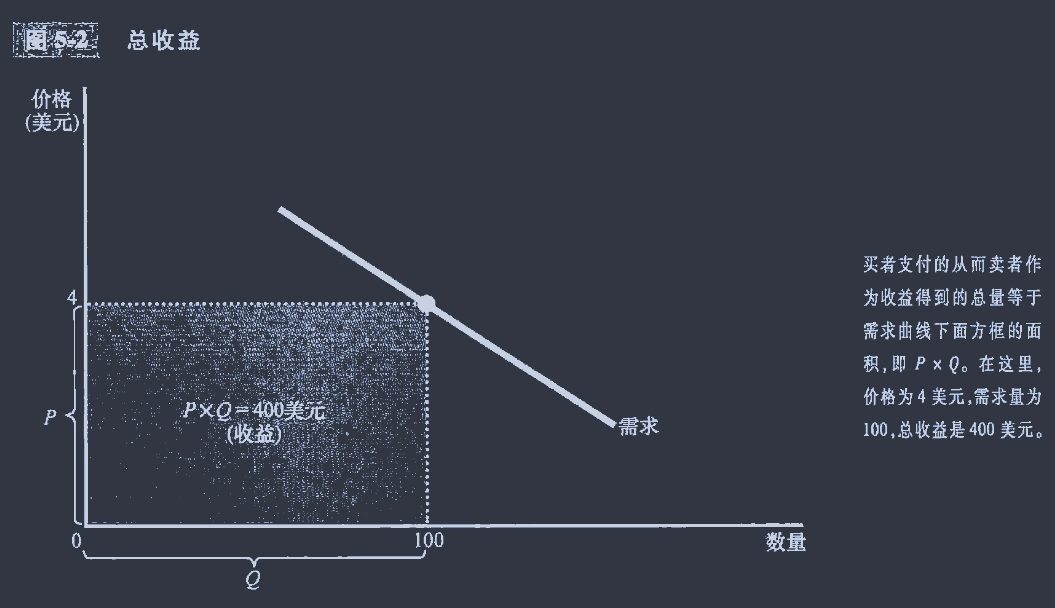 图 5-2 总收益
价格
(美元)
4
P
P×Q=400美元
(收益)
需求
0
100
数量
Q
买者支付的从而卖者作
为收益得到的总量等于
需求曲线下面方框的面
积,即 P × Q。在这里,
价格为 4 美元,需求量为
100,总收益是 400 美元。